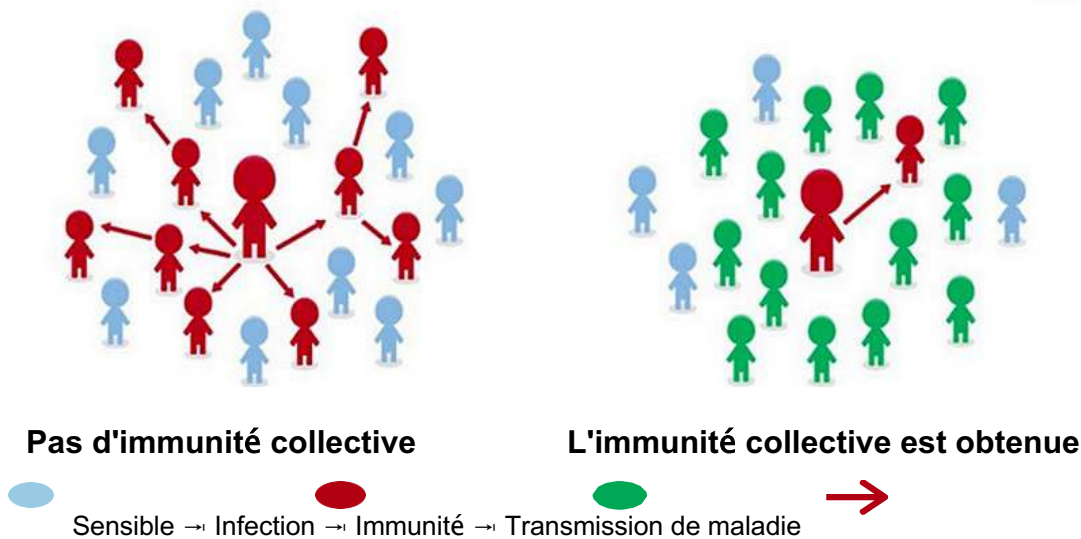 Pas d'immunité collective
L'immunité collective est obtenue
Sensible → Infection → Immunité → Transmission de maladie